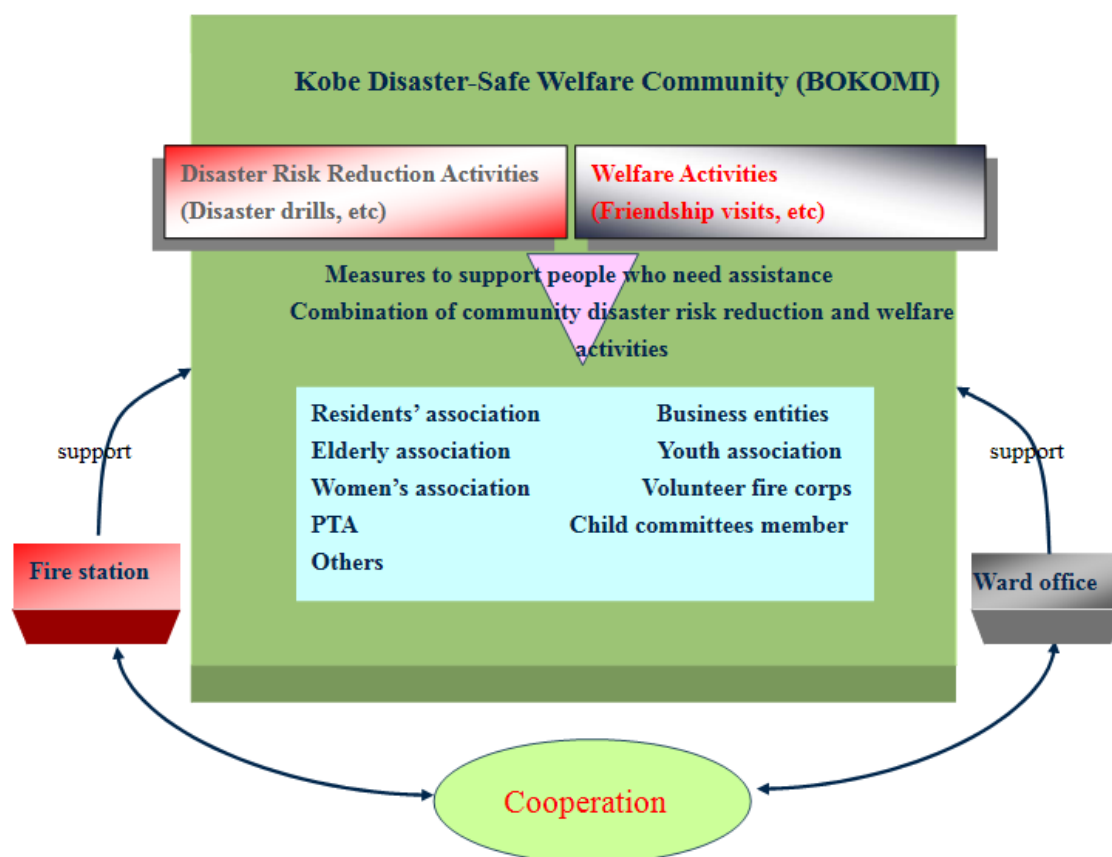 Kobe Disaster-Safe Welfare Community (BOKOMI)
Disaster Risk Reduction Activities
(Disaster drills, etc)
Welfare Activities
(Friendship visits, etc)
Measures to support people who need assistance
Combination of community disaster risk reduction and welfare
activities
Residents’ association Business entities
Elderly association Youth association
Women’s association Volunteer fire corps
PTA Child committees member
Others
support
support
Fire station
Ward office
Cooperation